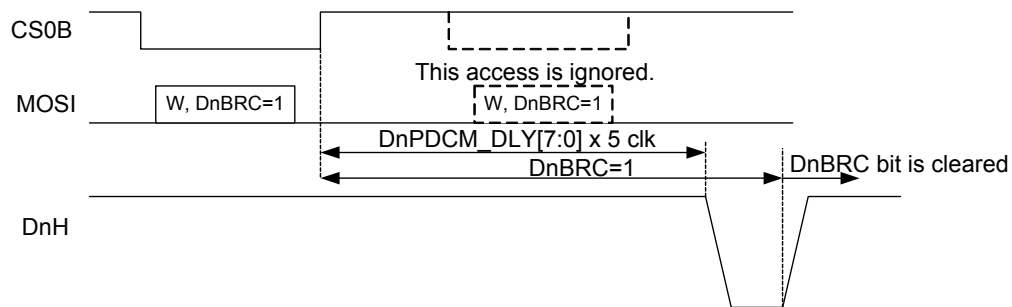 CS0B
This access is ignored.
MOSI
W, DnBRC=1
W, DnBRC=1
DnPDCM_DLY[7:0] x 5 clk
DnBRC=1
DnBRC bit is cleared
DnH